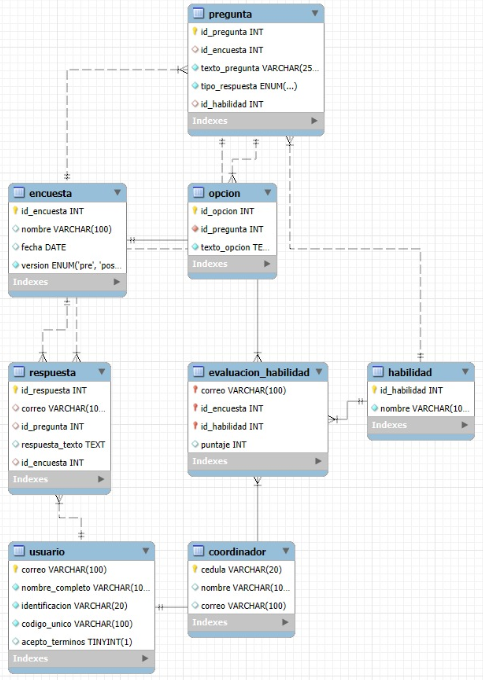 pregunta
id_pregunta INT
id_encuesta INT
texto_pregunta VARCHAR(25...
tipo_respuesta ENUM(...)
id_habilidad INT
Indexes
encuesta
id_encuesta INT
nombre VARCHAR(100)
fecha DATE
version ENUM('pre', 'pos...
Indexes
opcion
id_opcion INT
id_pregunta INT
texto_opcion TE...
Indexes
respuesta
id_respuesta INT
correo VARCHAR(10...
id_pregunta INT
respuesta_texto TEXT
id_encuesta INT
Indexes
evaluacion_habilidad
correo VARCHAR(100)
id_encuesta INT
id_habilidad INT
puntaje INT
Indexes
habilidad
id_habilidad INT
nombre VARCHAR(10...
Indexes
usuario
correo VARCHAR(100)
nombre_completo VARCHAR(10...
identificacion VARCHAR(20)
codigo_unico VARCHAR(100)
acepto_terminos TINYINT(1)
Indexes
coordinador
cedula VARCHAR(20)
nombre VARCHAR(10...
correo VARCHAR(100)
Indexes